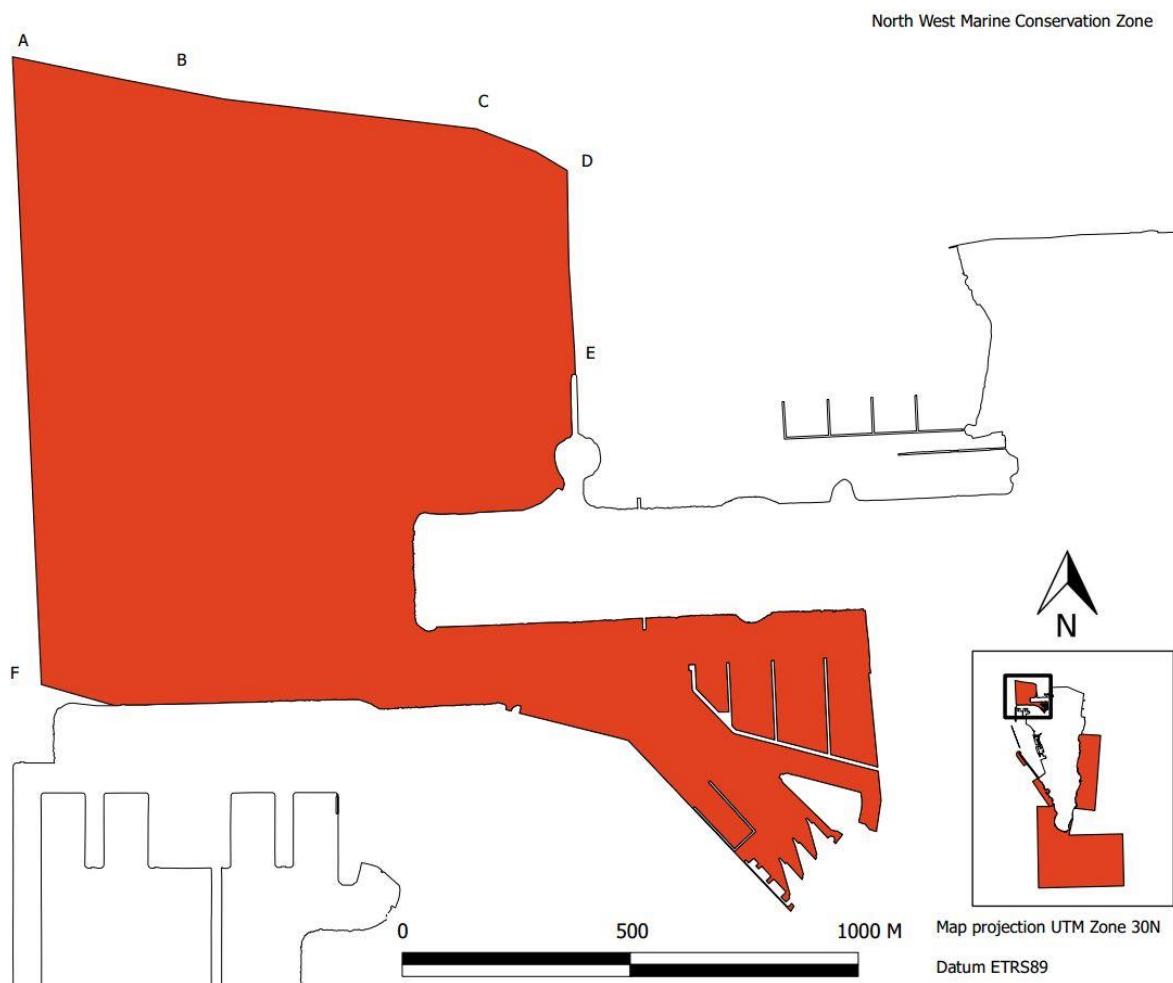 North West Marine Conservation Zone
A
B
C
D
E
F
N
0 500 1000 M
Map projection UTM Zone 30N
Datum ETRS89